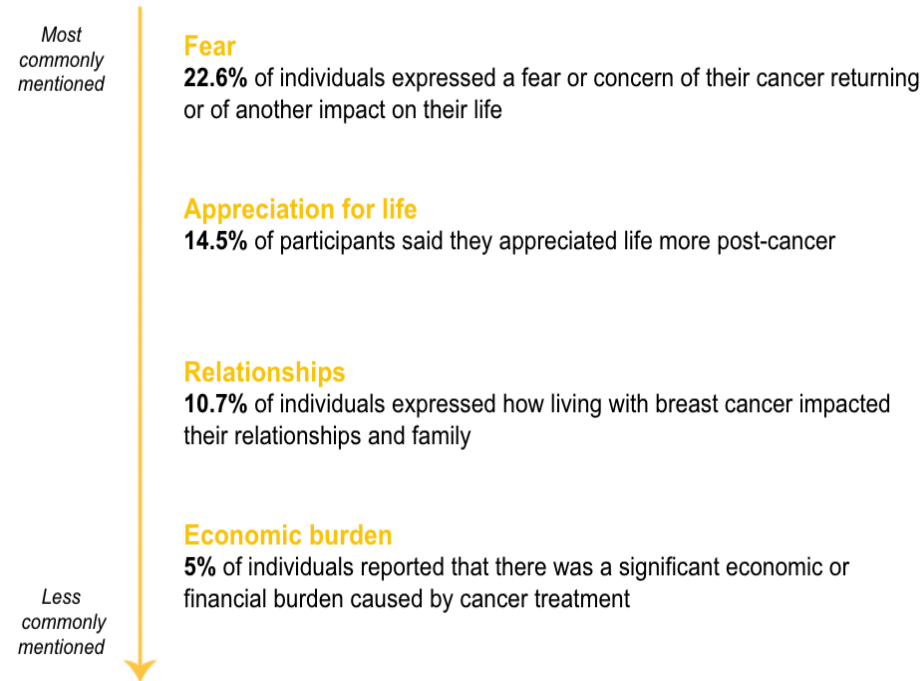 Most
commonly
mentioned
Fear
22.6% of individuals expressed a fear or concern of their cancer returning
or of another impact on their life
Appreciation for life
14.5% of participants said they appreciated life more post-cancer
Relationships
10.7% of individuals expressed how living with breast cancer impacted
their relationships and family
Economic burden
5% of individuals reported that there was a significant economic or
financial burden caused by cancer treatment
Less
commonly
mentioned